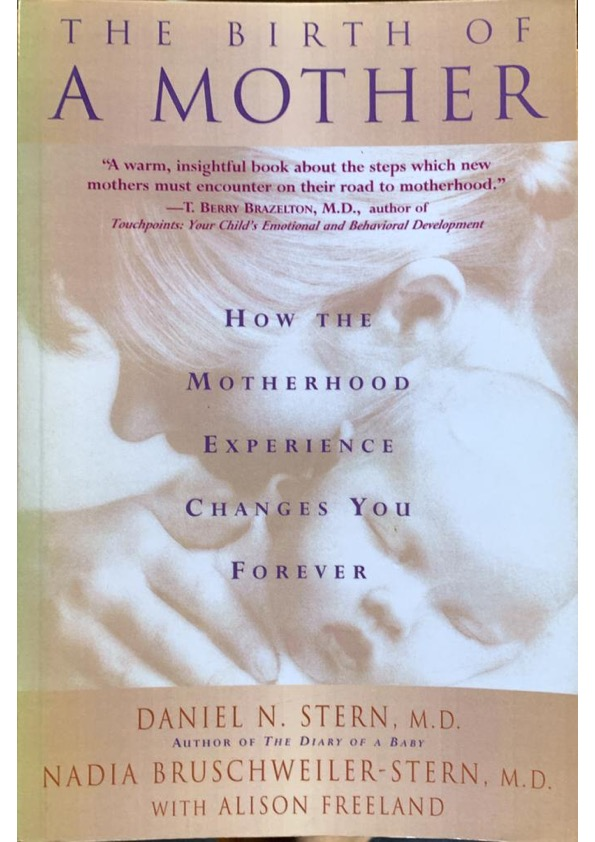 THE BIRTH OF
A MOTHER
“A warm, insightful book about the steps which new
mothers must encounter on their road to motherhood.”
—T. BERRY BRAZELTON, M.D., author of
Touchpoints: Your Child's Emotional and Behavioral Development
HOW THE
MOTHERHOOD
EXPERIENCE
CHANGES YOU
FOREVER
DANIEL N. STERN, M.D.
AUTHOR OF THE DIARY OF A BABY
NADIA BRUSCHWEILER-STERN, M.D.
WITH ALISON FREELAND